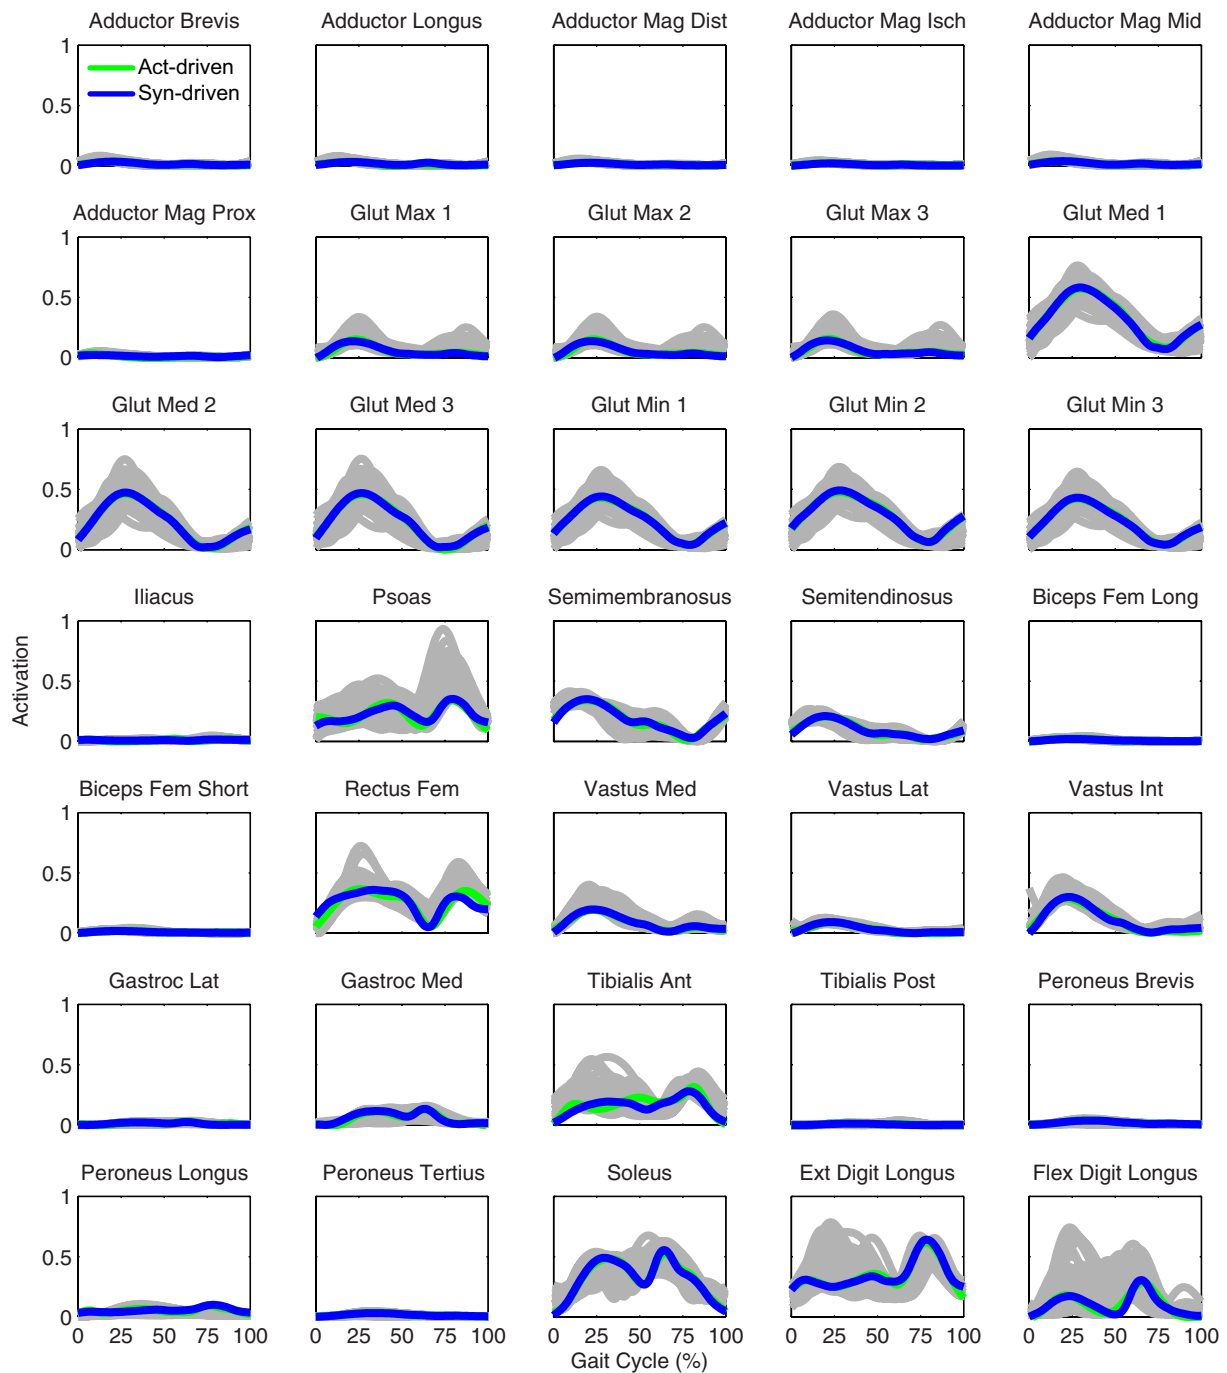 Adductor Brevis Adductor Longus Adductor Mag Dist Adductor Mag Isch Adductor Mag Mid
1
Act-driven
Syn-driven
0.5
0
Adductor Mag Prox Glut Max 1 Glut Max 2 Glut Max 3 Glut Med 1
1
0.5
0
Glut Med 2 Glut Med 3 Glut Min 1 Glut Min 2 Glut Min 3
1
0.5
0
Iliacus Psoas Semimembranosus Semitendinosus Biceps Fem Long
1
0.5
0
Activation
Biceps Fem Short Rectus Fem Vastus Med Vastus Lat Vastus Int
1
0.5
0
Gastroc Lat Gastroc Med Tibialis Ant Tibialis Post Peroneus Brevis
1
0.5
0
Peroneus Longus Peroneus Tertius Soleus Ext Digit Longus Flex Digit Longus
1
0.5
0
0 25 50 75 100 0 25 50 75 100 0 25 50 75 100 0 25 50 75 100 0 25 50 75 100
Gait Cycle (%)